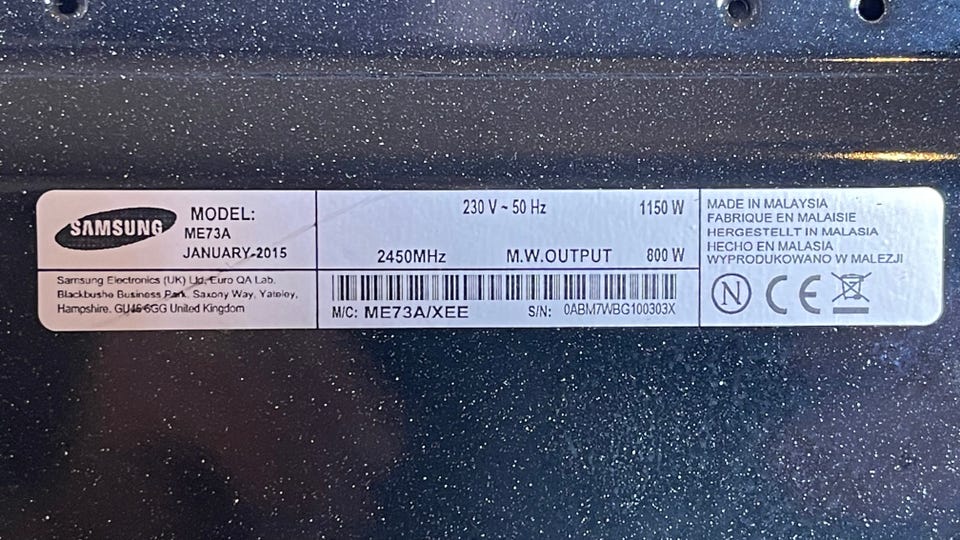 SAMSUNG
MODEL:
ME73A
JANUARY-2015
Samsung Electronics (UK) Ltd, Euro QA Lab.
Blackbushe Business Park, Saxony Way, Yateley,
Hampshire. GU46 6GG United Kingdom
230 V ~ 50 Hz 1150 W
2450MHz M.W.OUTPUT 800 W
M/C: ME73A/XEE S/N: 0ABM7WBG100303X
MADE IN MALAYSIA
FABRIQUE EN MALAISIE
HERGESTELLT IN MALASIA
HECHO EN MALASIA
WYPRODUKOWANO W MALEZJI
N CE